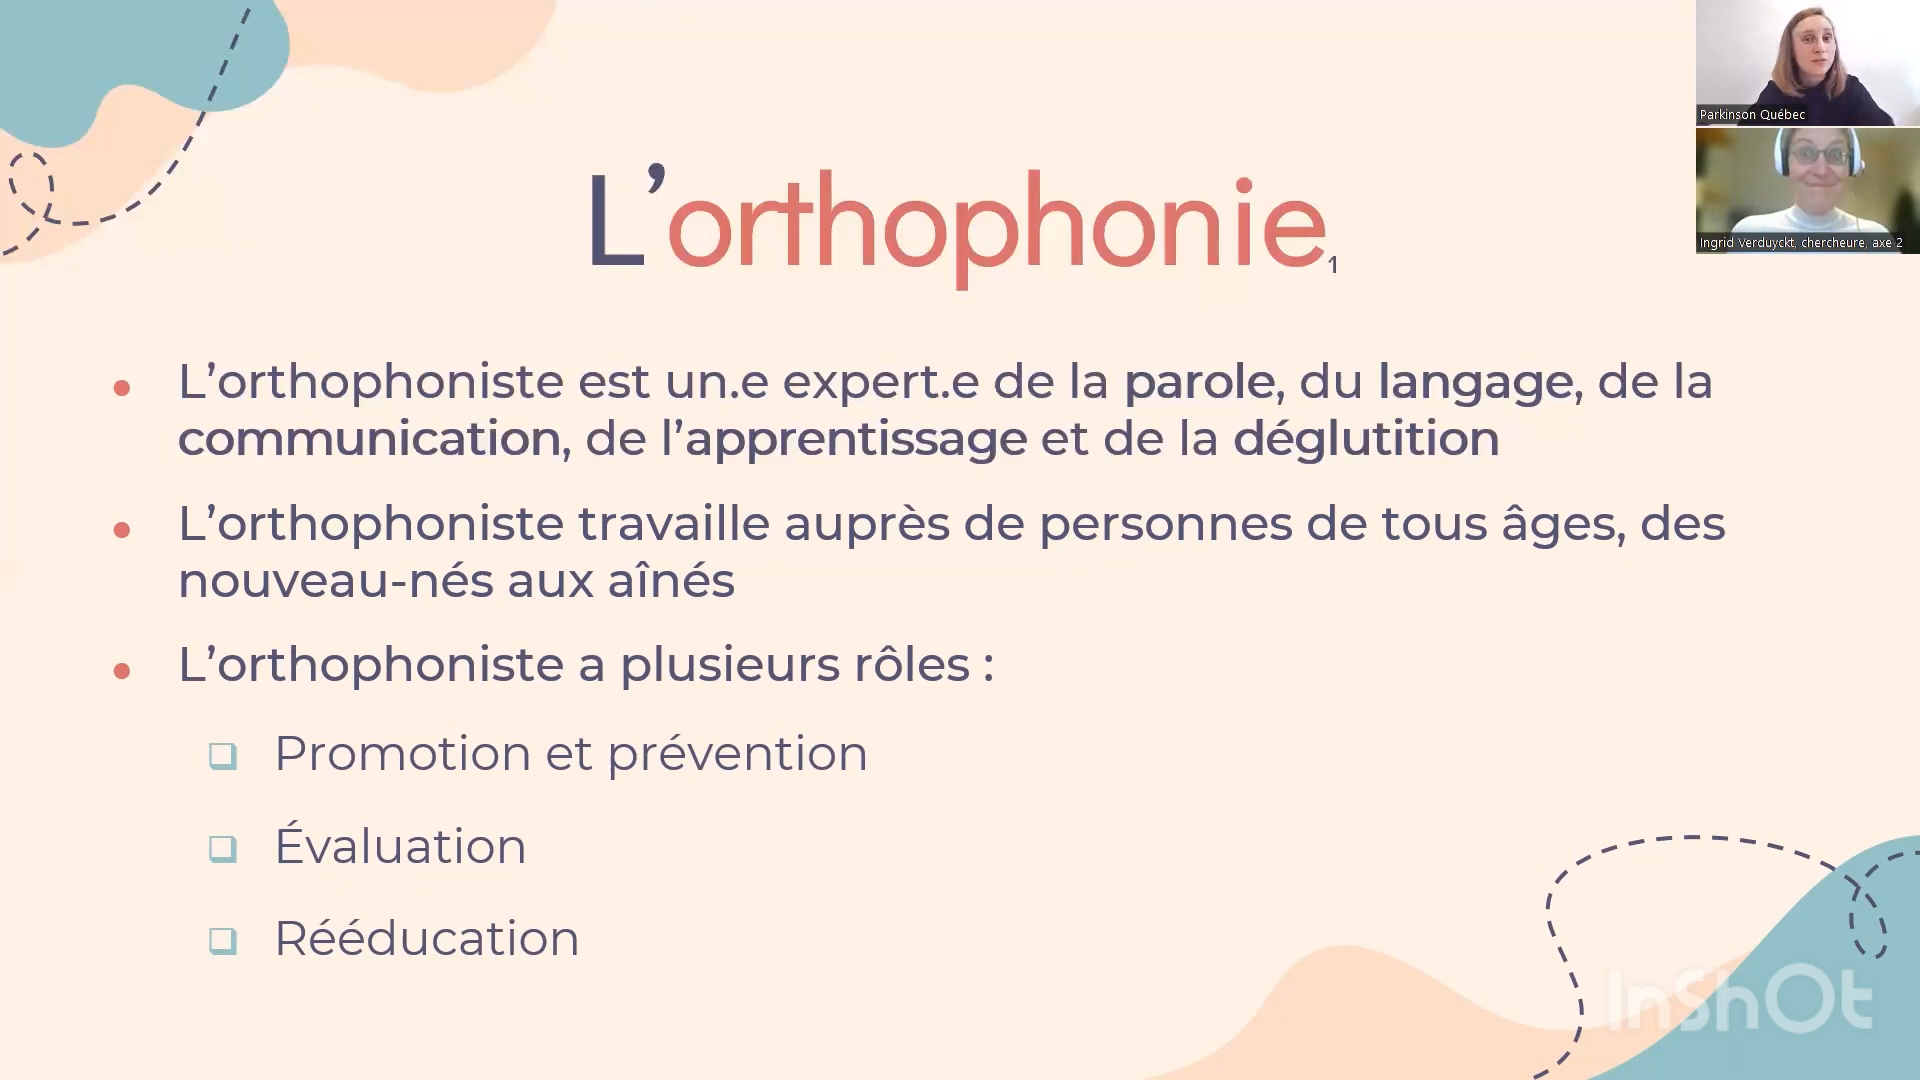 L’orthophonie1
Parkinson Québec
Ingrid Verduyckt, chercheure, axe 2
• L’orthophoniste est un.e expert.e de la parole, du langage, de la
communication, de l’apprentissage et de la déglutition
• L’orthophoniste travaille auprès de personnes de tous âges, des
nouveau-nés aux aînés
• L’orthophoniste a plusieurs rôles :
❑ Promotion et prévention
❑ Évaluation
❑ Rééducation
InShOt